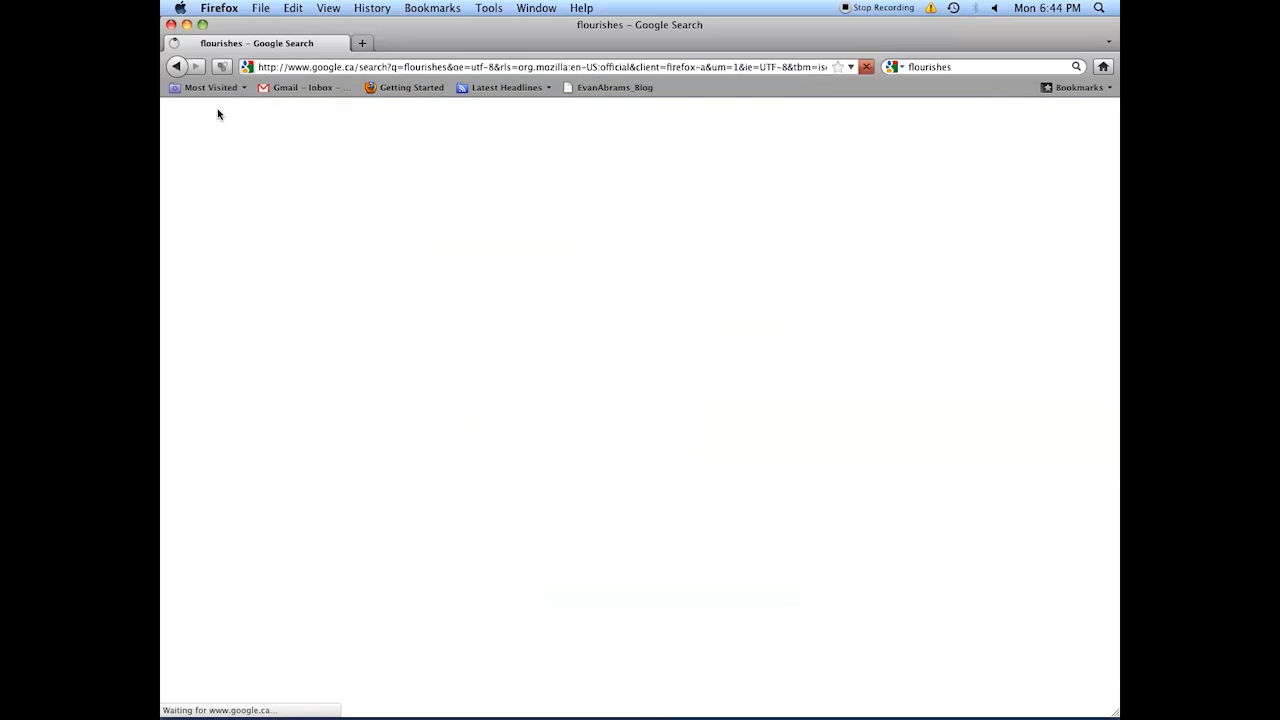 Firefox File Edit View History Bookmarks Tools Window Help Stop Recording Mon 6:44 PM
flourishes - Google Search
flourishes - Google Search
http://www.google.ca/search?q=flourishes&oe=utf-8&rls=org.mozilla:en-US:official&client=firefox-a&um=1&ie=UTF-8&tbm=is flourishes
Most Visited Gmail - Inbox - ... Getting Started Latest Headlines EvanAbrams_Blog Bookmarks
Waiting for www.google.ca...